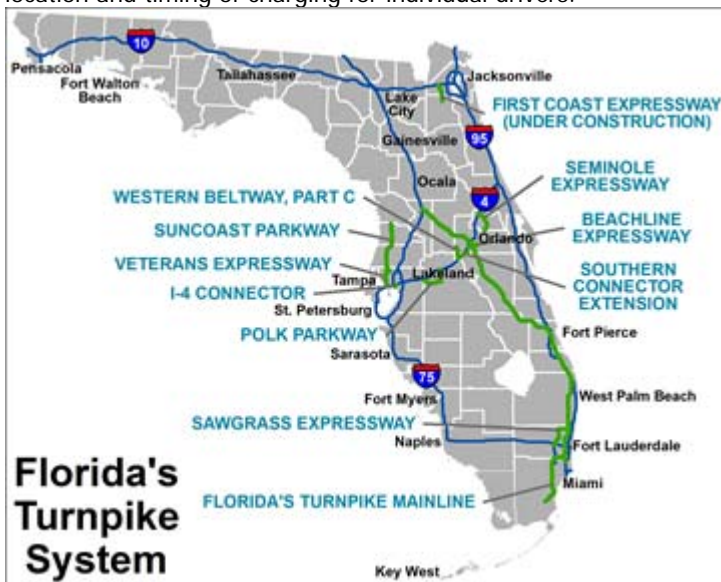 location and timing of charging for individual drivers.
10
Pensacola
Fort Walton
Beach
Tallahassee
Lake
City
Jacksonville
FIRST COAST EXPRESSWAY
(UNDER CONSTRUCTION)
95
Gainesville
Ocala
SEMINOLE
EXPRESSWAY
4
WESTERN BELTWAY, PART C
SUNCOAST PARKWAY
Orlando
BEACHLINE
EXPRESSWAY
VETERANS EXPRESSWAY
Tampa
Lakeland
SOUTHERN
CONNECTOR
EXTENSION
I-4 CONNECTOR
St. Petersburg
POLK PARKWAY
Fort Pierce
Sarasota
75
Fort Myers
West Palm Beach
SAWGRASS EXPRESSWAY
Naples
Fort Lauderdale
Florida's
Turnpike
System
FLORIDA'S TURNPIKE MAINLINE
Miami
Key West